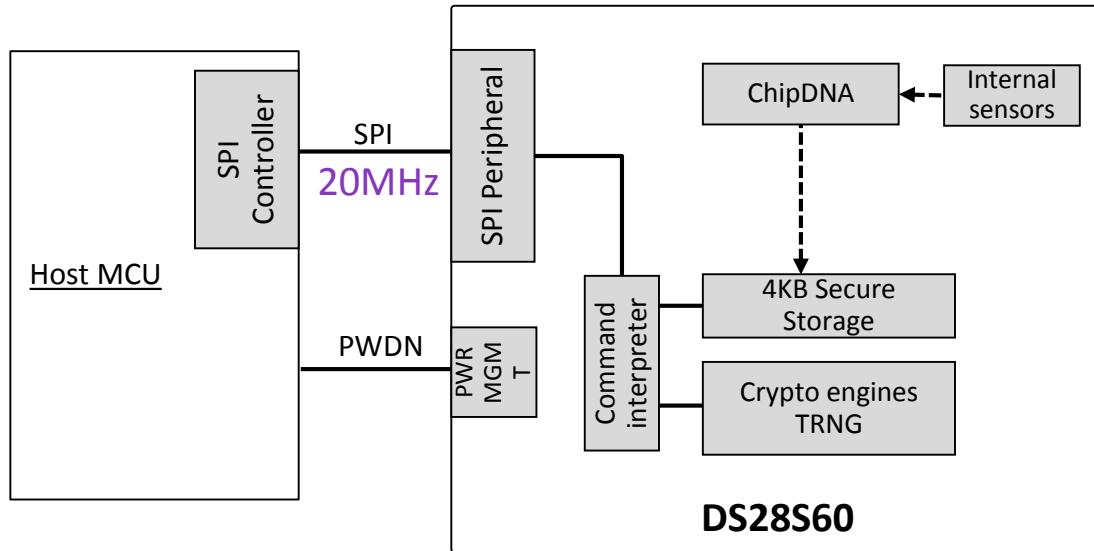 SPI
Controller
Host MCU
SPI
20MHz
PWDN
SPI Peripheral
PWR
MGM
T
Command
interpreter
ChipDNA
Internal
sensors
4KB Secure
Storage
Crypto engines
TRNG
DS28S60